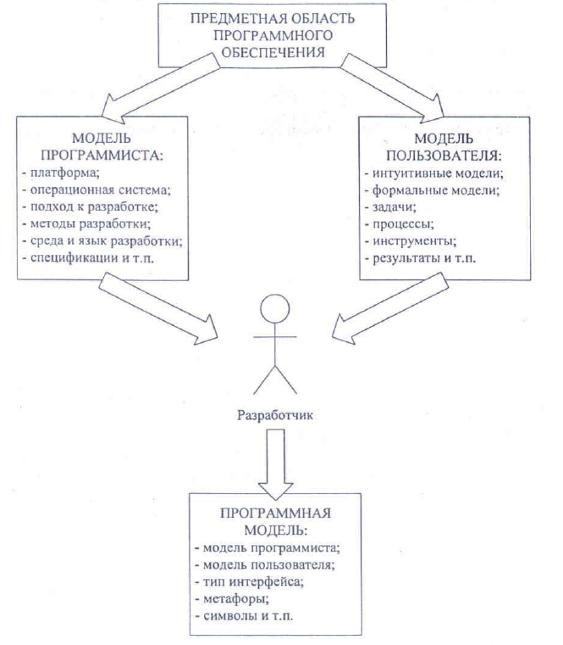 ПРЕДМЕТНАЯ ОБЛАСТЬ
ПРОГРАММНОГО
ОБЕСПЕЧЕНИЯ
МОДЕЛЬ
ПРОГРАММИСТА:
- платформа;
- операционная система;
- подход к разработке;
- методы разработки;
- среда и язык разработки;
- спецификации и т.п.
МОДЕЛЬ
ПОЛЬЗОВАТЕЛЯ:
- интуитивные модели;
- формальные модели;
- задачи;
- процессы;
- инструменты;
- результаты и т.п.
Разработчик
ПРОГРАММНАЯ
МОДЕЛЬ:
- модель программиста;
- модель пользователя;
- тип интерфейса;
- метафоры;
- символы и т.п.